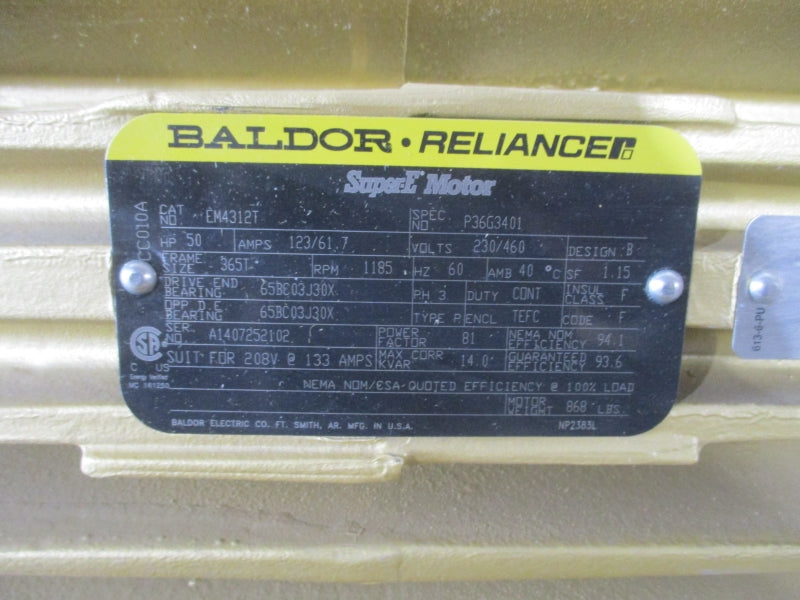 BALDOR • RELIANCE
Super-E Motor
CC010A
CAT NO. EM4312T SPEC NO. P36G3401
HP 50 AMPS 123/61.7 VOLTS 230/460 DESIGN B
FRAME SIZE 365T RPM 1185 HZ 60 AMB 40 °C SF 1.15
DRIVE END BEARING 65BC03J30X PH 3 DUTY CONT INSUL CLASS F
OPP D E BEARING 65BC03J30X TYPE P ENCL TEFC CODE F
SER. NO. A1407252102 POWER FACTOR 81 NEMA NOM EFFICIENCY 94.1
SUIT FOR 208V @ 133 AMPS MAX CORR KVAR 14.0 GUARANTEED EFFICIENCY 93.6
C US
Energy Verified
MC 161250
NEMA NOM/CSA-QUOTED EFFICIENCY @ 100% LOAD
MOTOR WEIGHT 868 LBS.
BALDOR ELECTRIC CO. FT. SMITH, AR. MFG. IN U.S.A. NP2383L
613-6-PU